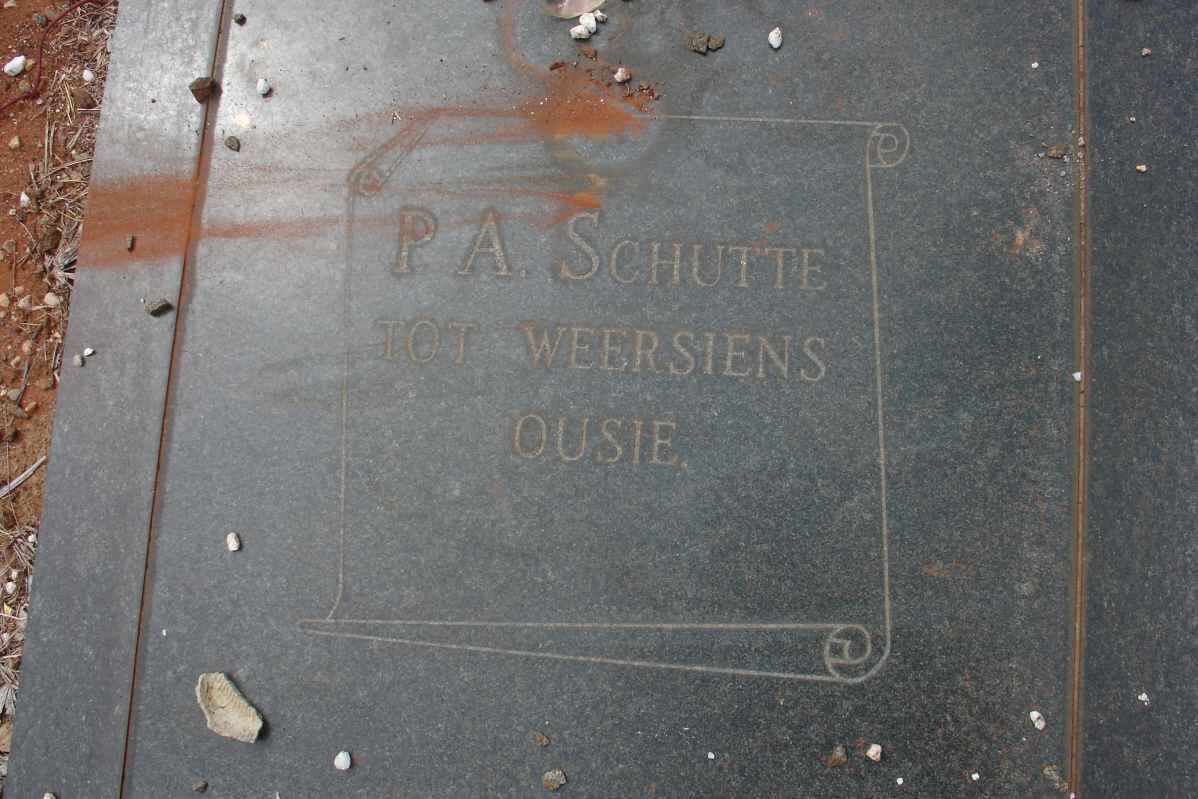 P A. SCHUTTE
TOT WEERSIENS
OUSIE.